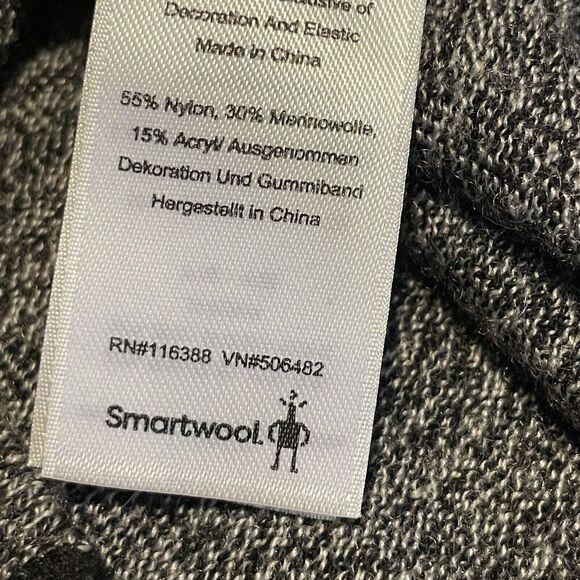 of
Decoration And Elastic
Made in China
55% Nylon, 30% Merinowolle,
15% Acryl/ Ausgenommen
Dekoration Und Gummiband
Hergestellt in China
RN#116388 VN#506482
Smartwool